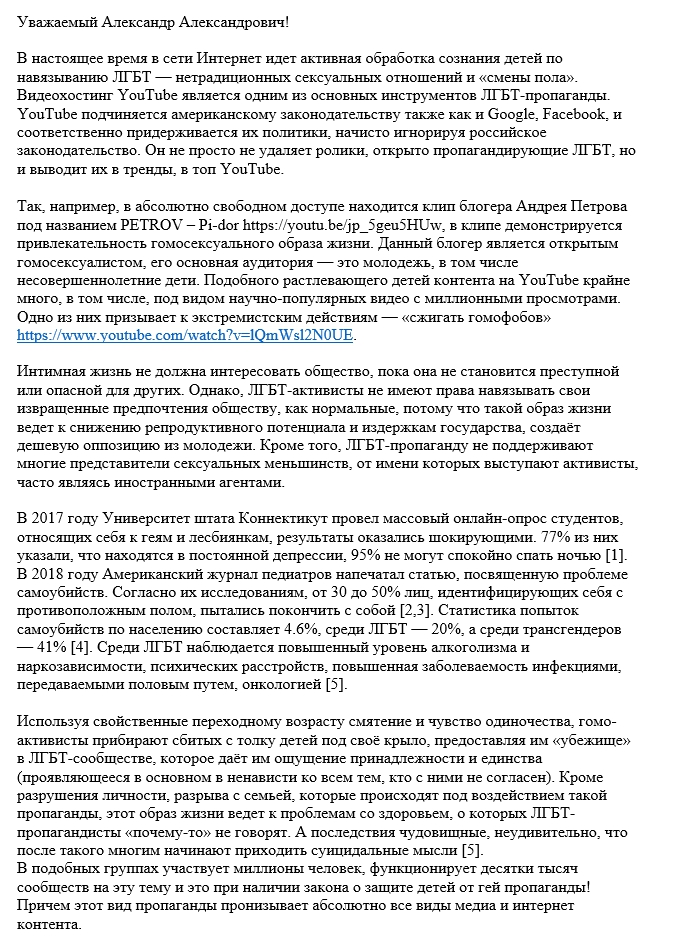 Уважаемый Александр Александрович!
В настоящее время в сети Интернет идет активная обработка сознания детей по
навязыванию ЛГБТ — нетрадиционных сексуальных отношений и «смены пола».
Видеохостинг YouTube является одним из основных инструментов ЛГБТ-пропаганды.
YouTube подчиняется американскому законодательству также как и Google, Facebook, и
соответственно придерживается их политики, начисто игнорируя российское
законодательство. Он не просто не удаляет ролики, открыто пропагандирующие ЛГБТ, но
и выводит их в тренды, в топ YouTube.
Так, например, в абсолютно свободном доступе находится клип блогера Андрея Петрова
под названием PETROV – Pi-dor https://youtu.be/jp_5geu5HUw, в клипе демонстрируется
привлекательность гомосексуального образа жизни. Данный блогер является открытым
гомосексуалистом, его основная аудитория — это молодежь, в том числе
несовершеннолетние дети. Подобного растлевающего детей контента на YouTube крайне
много, в том числе, под видом научно-популярных видео с миллионными просмотрами.
Одно из них призывает к экстремистским действиям — «сжигать гомофобов»
https://www.youtube.com/watch?v=lQmWsl2N0UE.
Интимная жизнь не должна интересовать общество, пока она не становится преступной
или опасной для других. Однако, ЛГБТ-активисты не имеют права навязывать свои
извращенные предпочтения обществу, как нормальные, потому что такой образ жизни
ведет к снижению репродуктивного потенциала и издержкам государства, создаёт
дешевую оппозицию из молодежи. Кроме того, ЛГБТ-пропаганду не поддерживают
многие представители сексуальных меньшинств, от имени которых выступают активисты,
часто являясь иностранными агентами.
В 2017 году Университет штата Коннектикут провел массовый онлайн-опрос студентов,
относящих себя к геям и лесбиянкам, результаты оказались шокирующими. 77% из них
указали, что находятся в постоянной депрессии, 95% не могут спокойно спать ночью [1].
В 2018 году Американский журнал педиатров напечатал статью, посвященную проблеме
самоубийств. Согласно их исследованиям, от 30 до 50% лиц, идентифицирующих себя с
противоположным полом, пытались покончить с собой [2,3]. Статистика попыток
самоубийств по населению составляет 4.6%, среди ЛГБТ — 20%, а среди трансгендеров
— 41% [4]. Среди ЛГБТ наблюдается повышенный уровень алкоголизма и
наркозависимости, психических расстройств, повышенная заболеваемость инфекциями,
передаваемыми половым путем, онкологией [5].
Используя свойственные переходному возрасту смятение и чувство одиночества, гомо-
активисты прибирают сбитых с толку детей под своё крыло, предоставляя им «убежище»
в ЛГБТ-сообществе, которое даёт им ощущение принадлежности и единства
(проявляющееся в основном в ненависти ко всем тем, кто с ними не согласен). Кроме
разрушения личности, разрыва с семьей, которые происходят под воздействием такой
пропаганды, этот образ жизни ведет к проблемам со здоровьем, о которых ЛГБТ-
пропагандисты «почему-то» не говорят. А последствия чудовищные, неудивительно, что
после такого многим начинают приходить суицидальные мысли [5].
В подобных группах участвует миллионы человек, функционирует десятки тысяч
сообществ на эту тему и это при наличии закона о защите детей от гей пропаганды!
Причем этот вид пропаганды пронизывает абсолютно все виды медиа и интернет
контента.